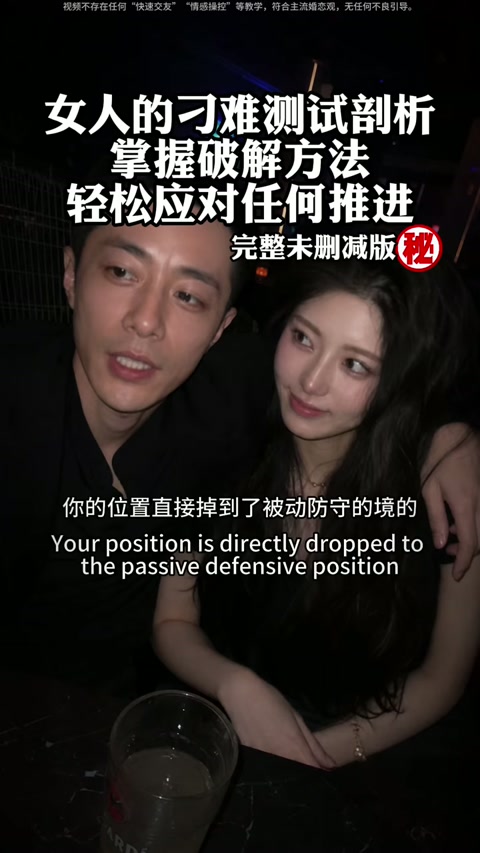 视频不存在任何“快速交友”“情感操控”等教学，符合主流婚恋观，无任何不良引导。
女人的刁难测试剖析
掌握破解方法
轻松应对任何推进
完整未删减版 秘
你的位置直接掉到了被动防守的境的
Your position is directly dropped to
the passive defensive position